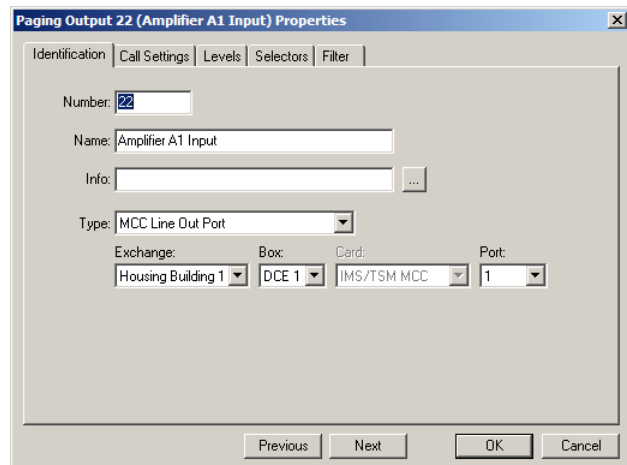 Paging Output 22 (Amplifier A1 Input) Properties
Identification Call Settings Levels Selectors Filter
Number: 22
Name: Amplifier A1 Input
Info: ...
Type: MCC Line Out Port
Exchange: Box: Card: Port:
Housing Building 1 DCE 1 IMS/TSM MCC 1
Previous Next OK Cancel